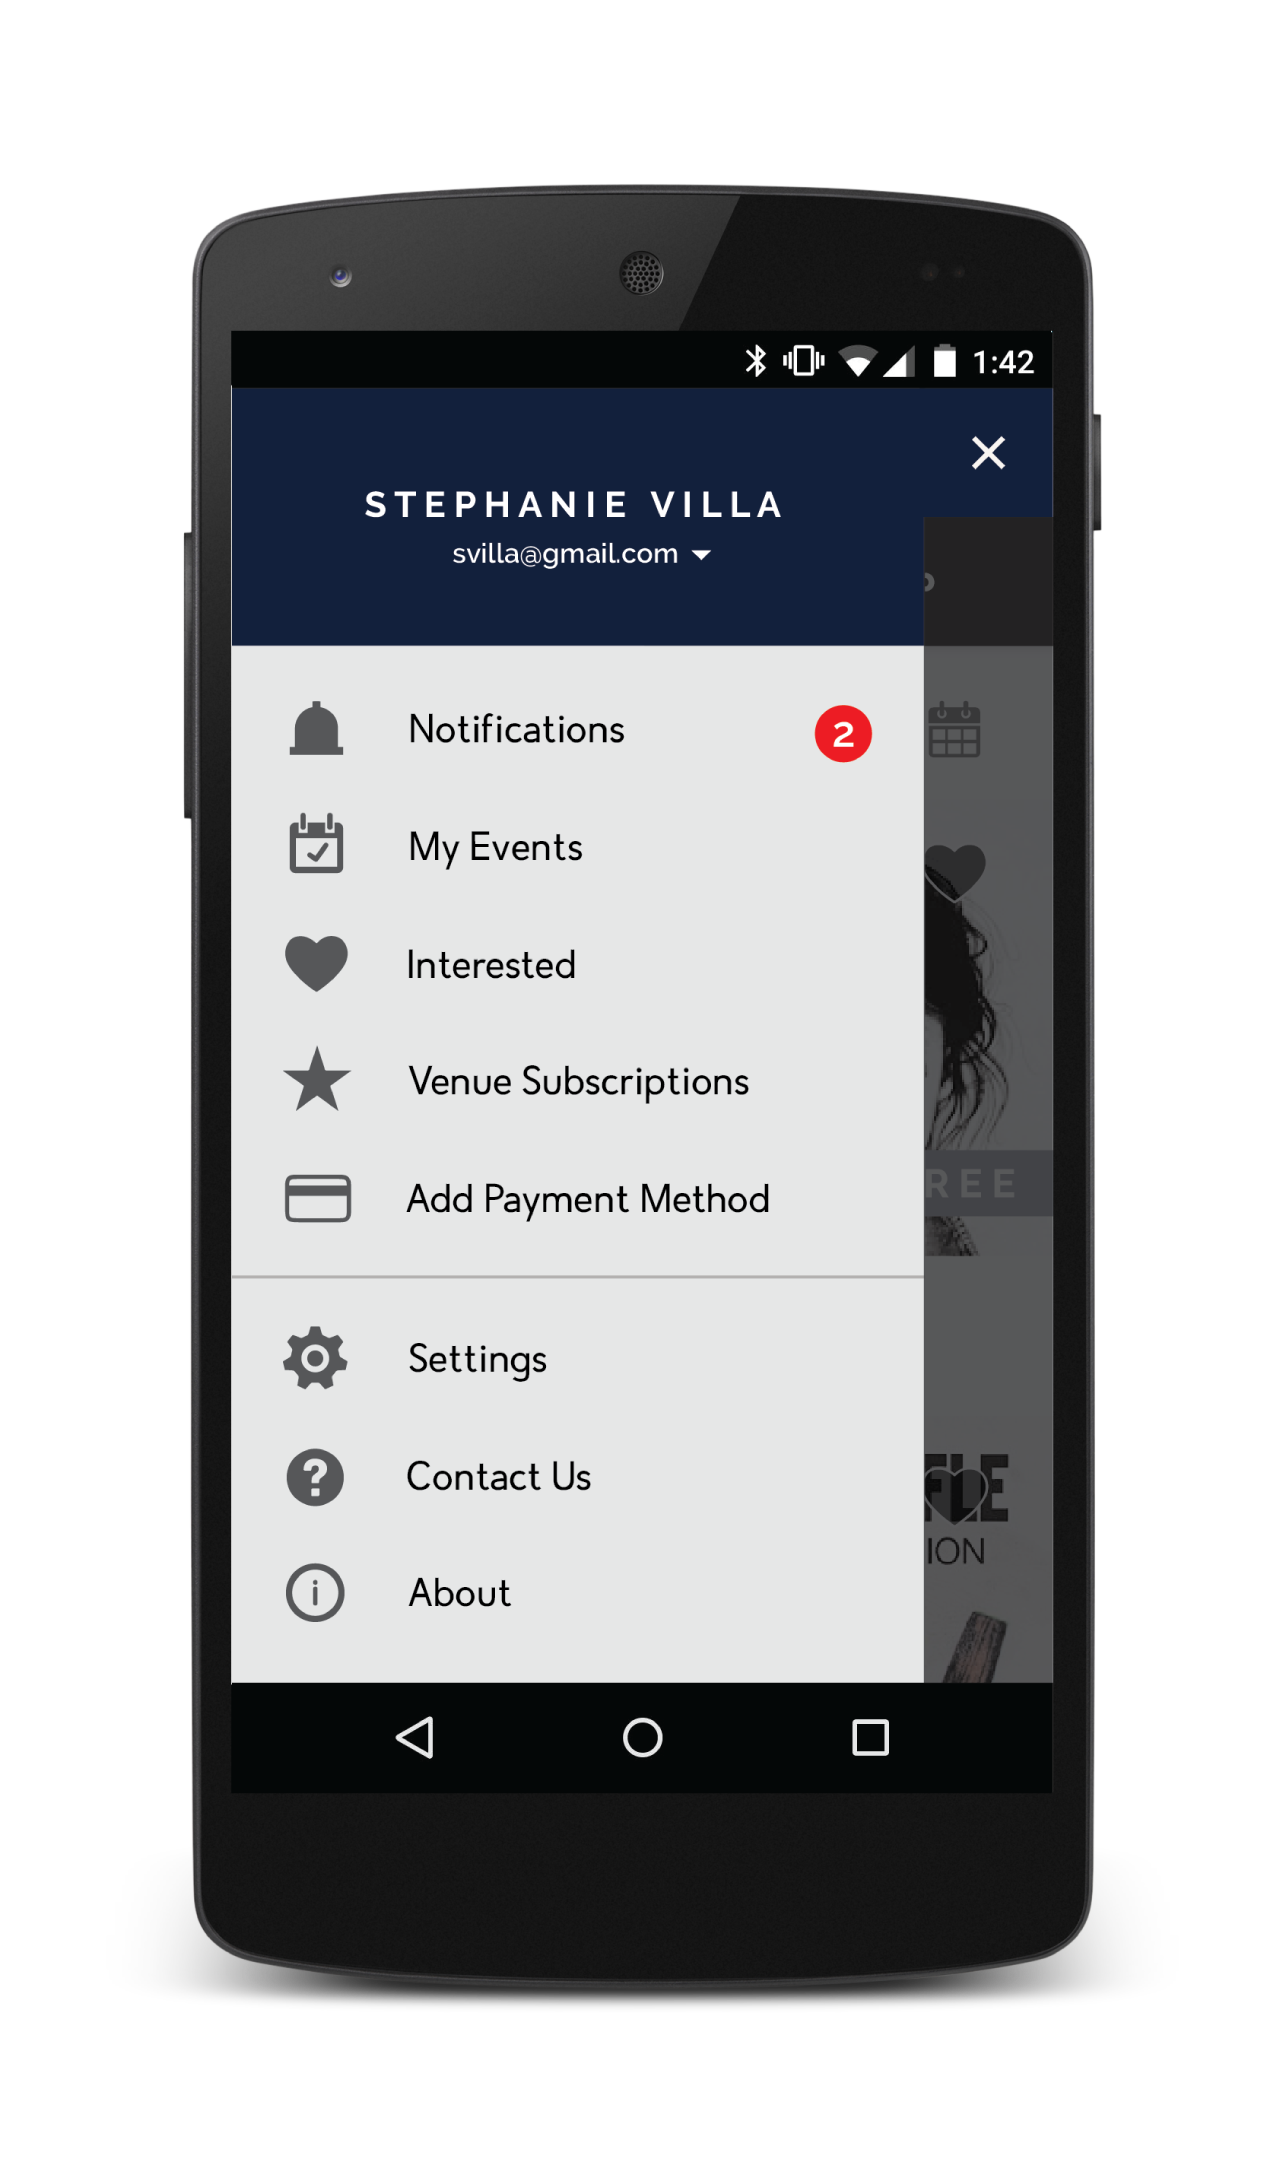 1:42
STEPHANIE VILLA
svilla@gmail.com
Notifications
2
My Events
Interested
Venue Subscriptions
Add Payment Method
REE
Settings
Contact Us
FLE
ION
About